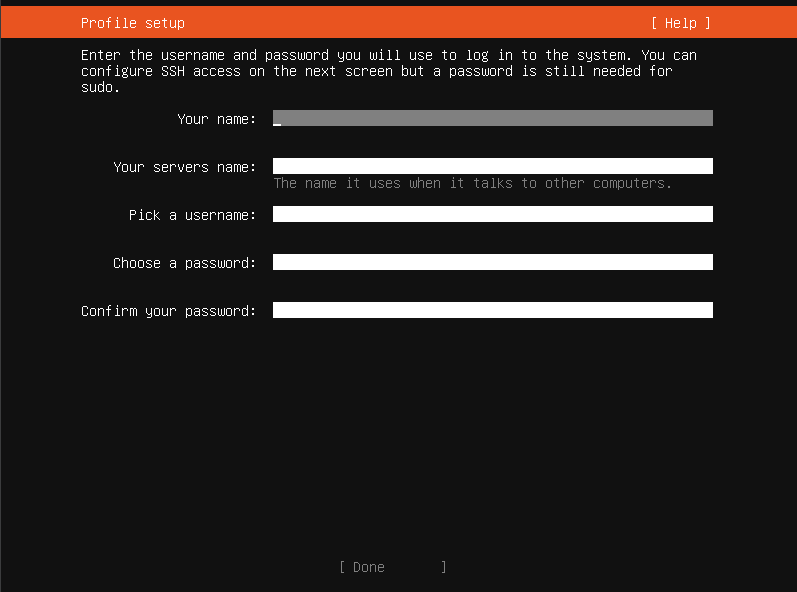 Profile setup [ Help ]
Enter the username and password you will use to log in to the system. You can
configure SSH access on the next screen but a password is still needed for
sudo.
Your name:
Your servers name:
The name it uses when it talks to other computers.
Pick a username:
Choose a password:
Confirm your password:
[ Done ]